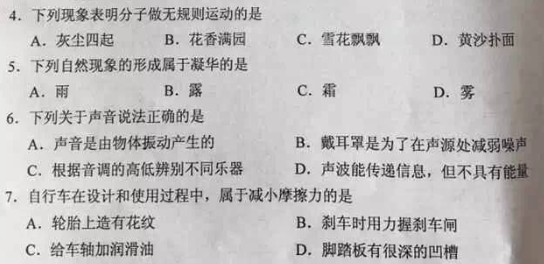 4．下列现象表明分子做无规则运动的是
A．灰尘四起 B．花香满园 C．雪花飘飘 D．黄沙扑面
5．下列自然现象的形成属于凝华的是
A．雨 B．露 C．霜 D．雾
6．下列关于声音说法正确的是
A．声音是由物体振动产生的 B．戴耳罩是为了在声源处减弱噪声
C．根据音调的高低辨别不同乐器 D．声波能传递信息，但不具有能量
7．自行车在设计和使用过程中，属于减小摩擦力的是
A．轮胎上造有花纹 B．刹车时用力握刹车闸
C．给车轴加润滑油 D．脚踏板有很深的凹槽